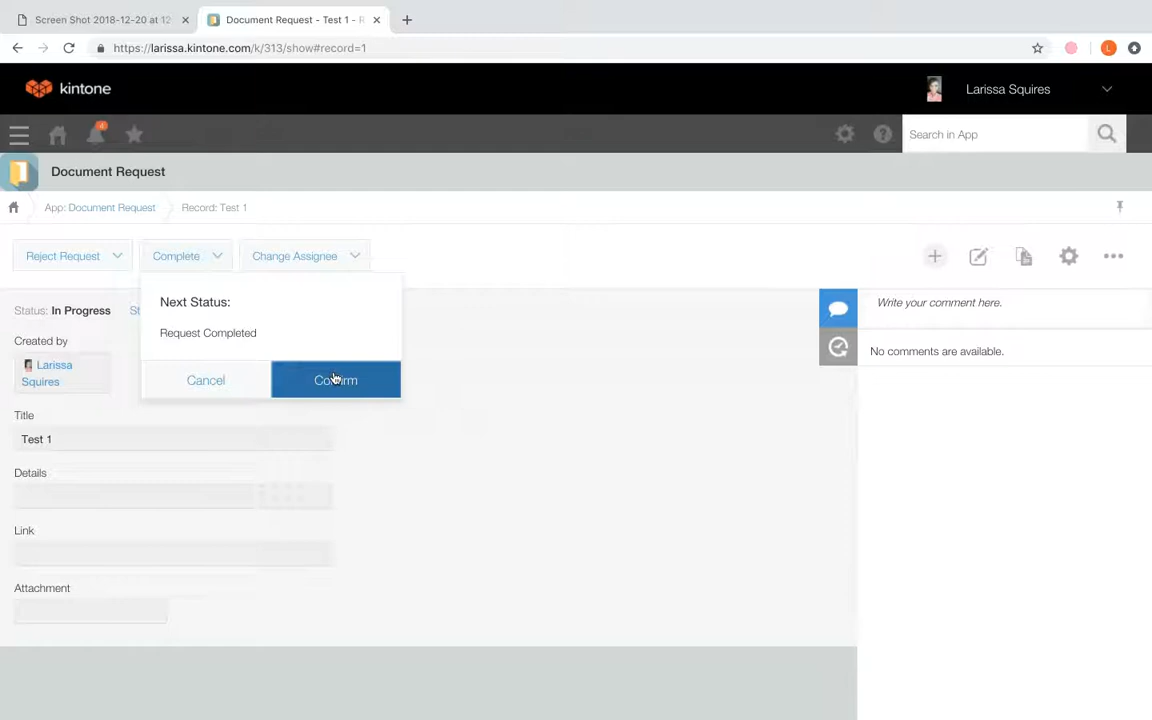 Screen Shot 2018-12-20 at 12
Document Request - Test 1 - R
https://larissa.kintone.com/k/313/show#record=1
L
kintone
Larissa Squires
Search in App
Document Request
App: Document Request
Record: Test 1
Reject Request
Complete
Change Assignee
Next Status:
Request Completed
Cancel
Confirm
Status: In Progress
St
Created by
Larissa
Squires
Title
Test 1
Details
Link
Attachment
Write your comment here.
No comments are available.